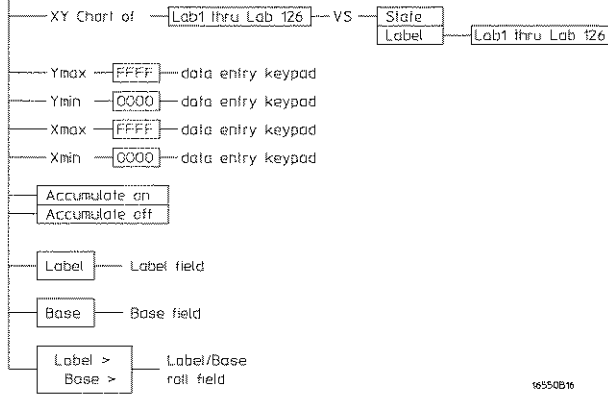 XY Chart of Lab1 thru Lab 126 VS State
Label Lab1 thru Lab 126
Ymax FFFF data entry keypad
Ymin 0000 data entry keypad
Xmax FFFF data entry keypad
Xmin 0000 data entry keypad
Accumulate on
Accumulate off
Label Label field
Base Base field
Label > Label/Base
Base > roll field
16550B16